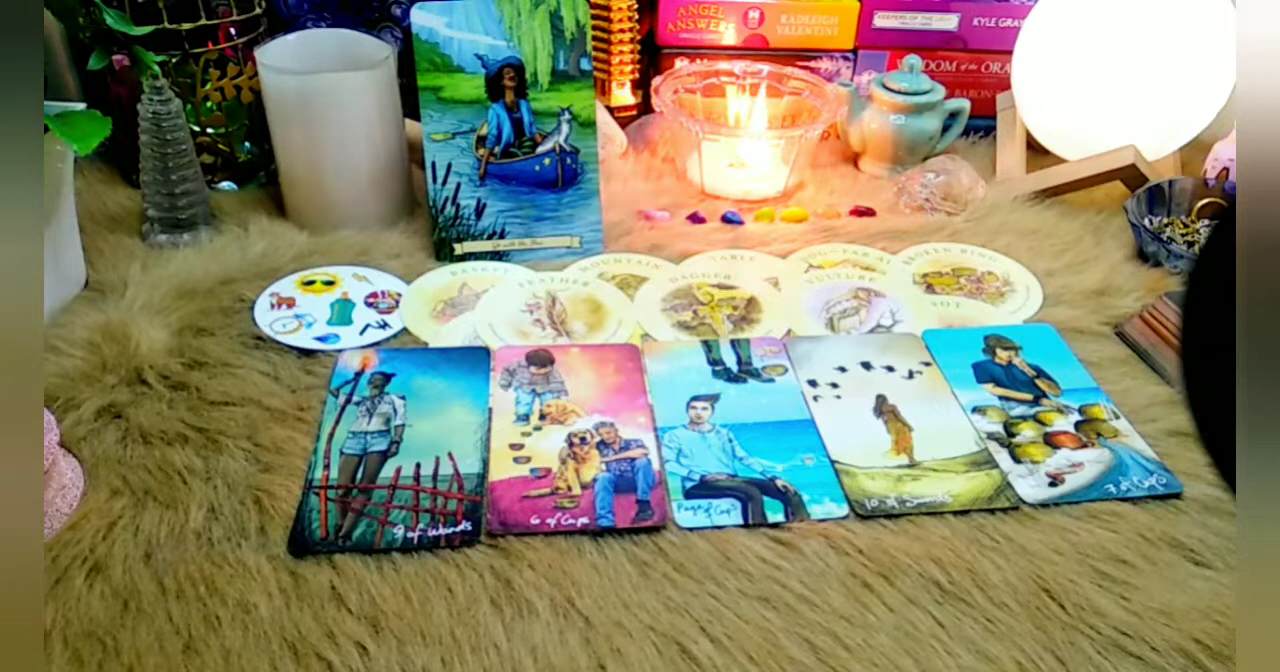 ANGEL
ANSWERS
RADLEIGH
VALENTINE
KEEPERS OF THE LIGHT
KYLE GRAY
WISDOM of the ORA
BARON-R
Go with the Flow
BASKET
MOUNTAIN
TABLE
BROKEN RING
FEATHER
DAGGER
VULTURE
NOT
9 of Wands
6 of Cups
Page of Cups
10 of Swords
7 of Cups